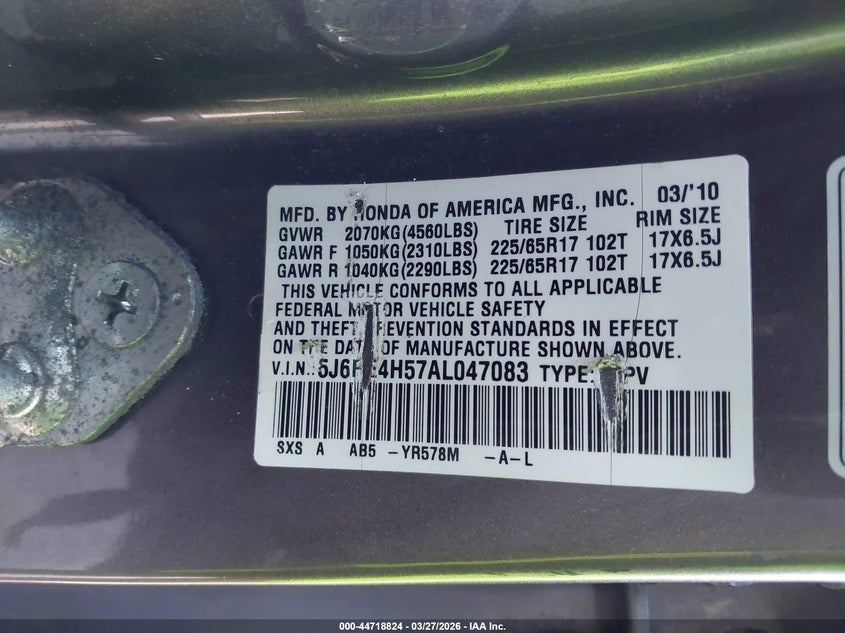 MFD. BY HONDA OF AMERICA MFG., INC. 03/'10
GVWR 2070KG(4560LBS) TIRE SIZE RIM SIZE
GAWR F 1050KG(2310LBS) 225/65R17 102T 17X6.5J
GAWR R 1040KG(2290LBS) 225/65R17 102T 17X6.5J
THIS VEHICLE CONFORMS TO ALL APPLICABLE
FEDERAL MOTOR VEHICLE SAFETY
AND THEFT PREVENTION STANDARDS IN EFFECT
ON THE DATE OF MANUFACTURE SHOWN ABOVE.
V.I.N.: TYPE:
SXS A AB5 -YR578M -A-L
000-44718824 | 03/27/2026 | IAA Inc.